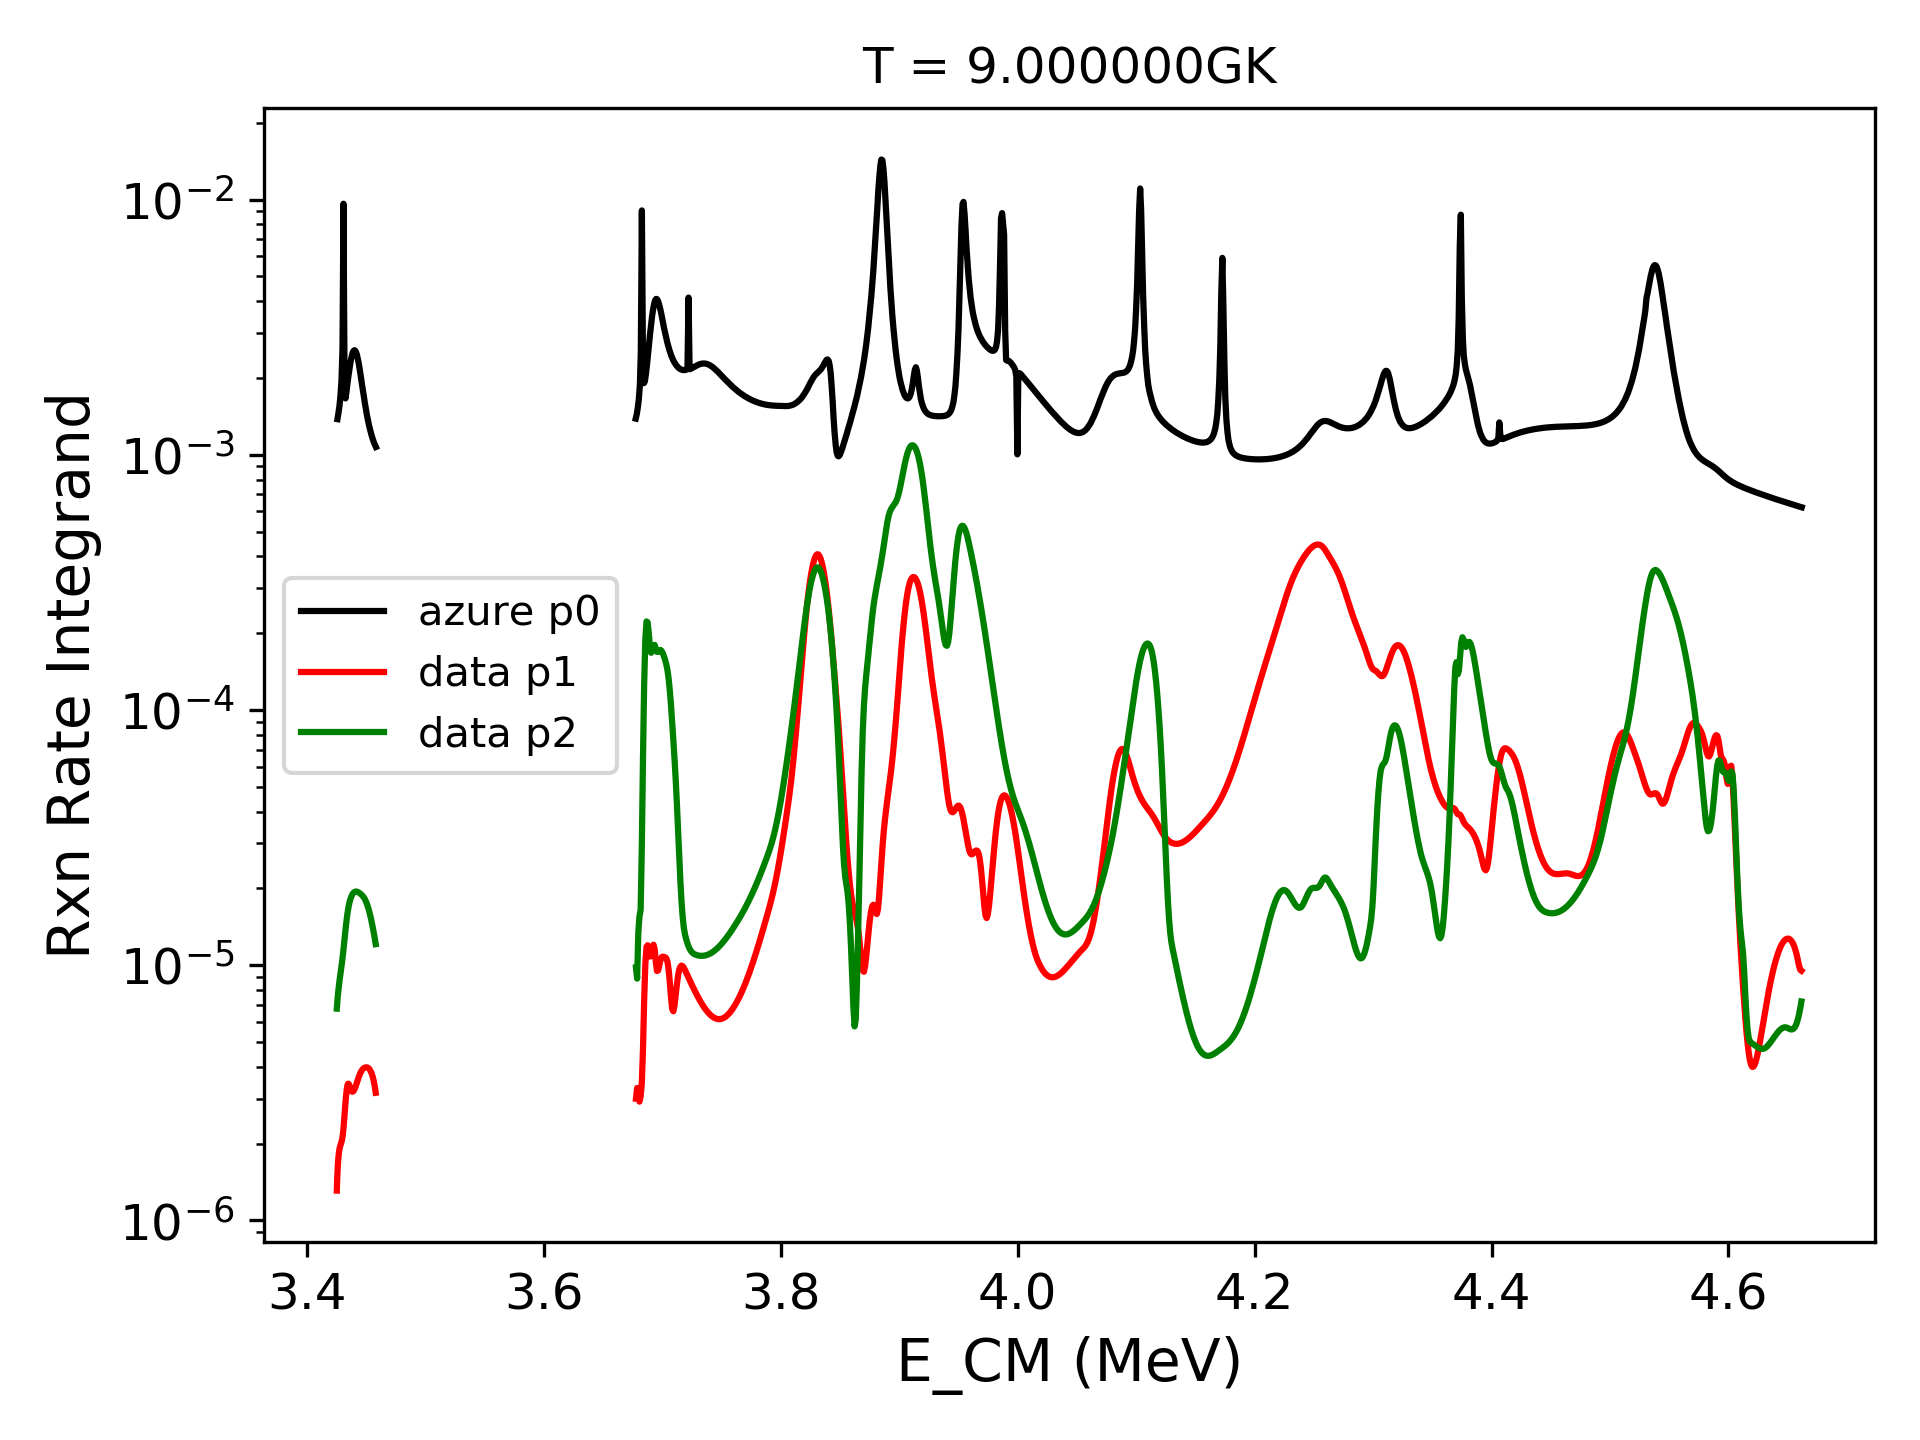 T = 9.000000GK
Rxn Rate Integrand
10⁻²
10⁻³
10⁻⁴
10⁻⁵
10⁻⁶
azure p0
data p1
data p2
3.4 3.6 3.8 4.0 4.2 4.4 4.6
E_CM (MeV)